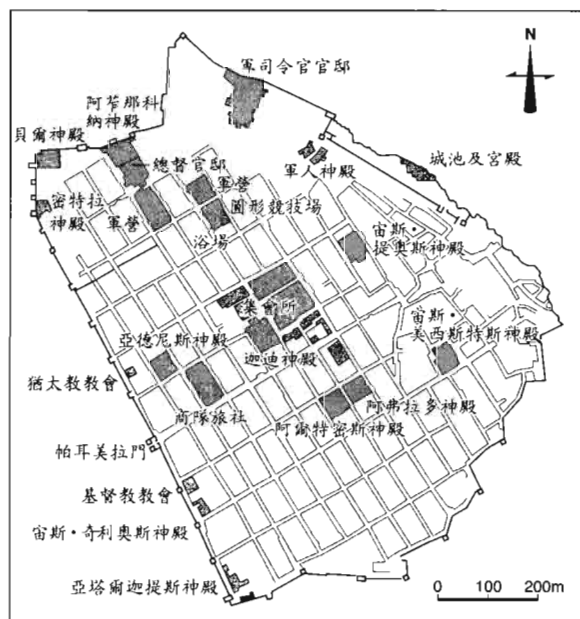 N
軍司令官官邸
阿茔那科
納神殿
貝爾神殿
總督官邸
軍營
軍人神殿
城池及宮殿
密特拉
神殿
軍營
圓形競技場
浴場
宙斯・
提奧斯神殿
集會所
宙斯・
美西斯特斯神殿
亞德尼斯神殿
迦迪神殿
猶太教教會
商隊旅社
阿弗拉多神殿
阿爾特密斯神殿
帕耳美拉門
基督教教會
宙斯・奇利奧斯神殿
亞塔爾迦提斯神殿
0 100 200m